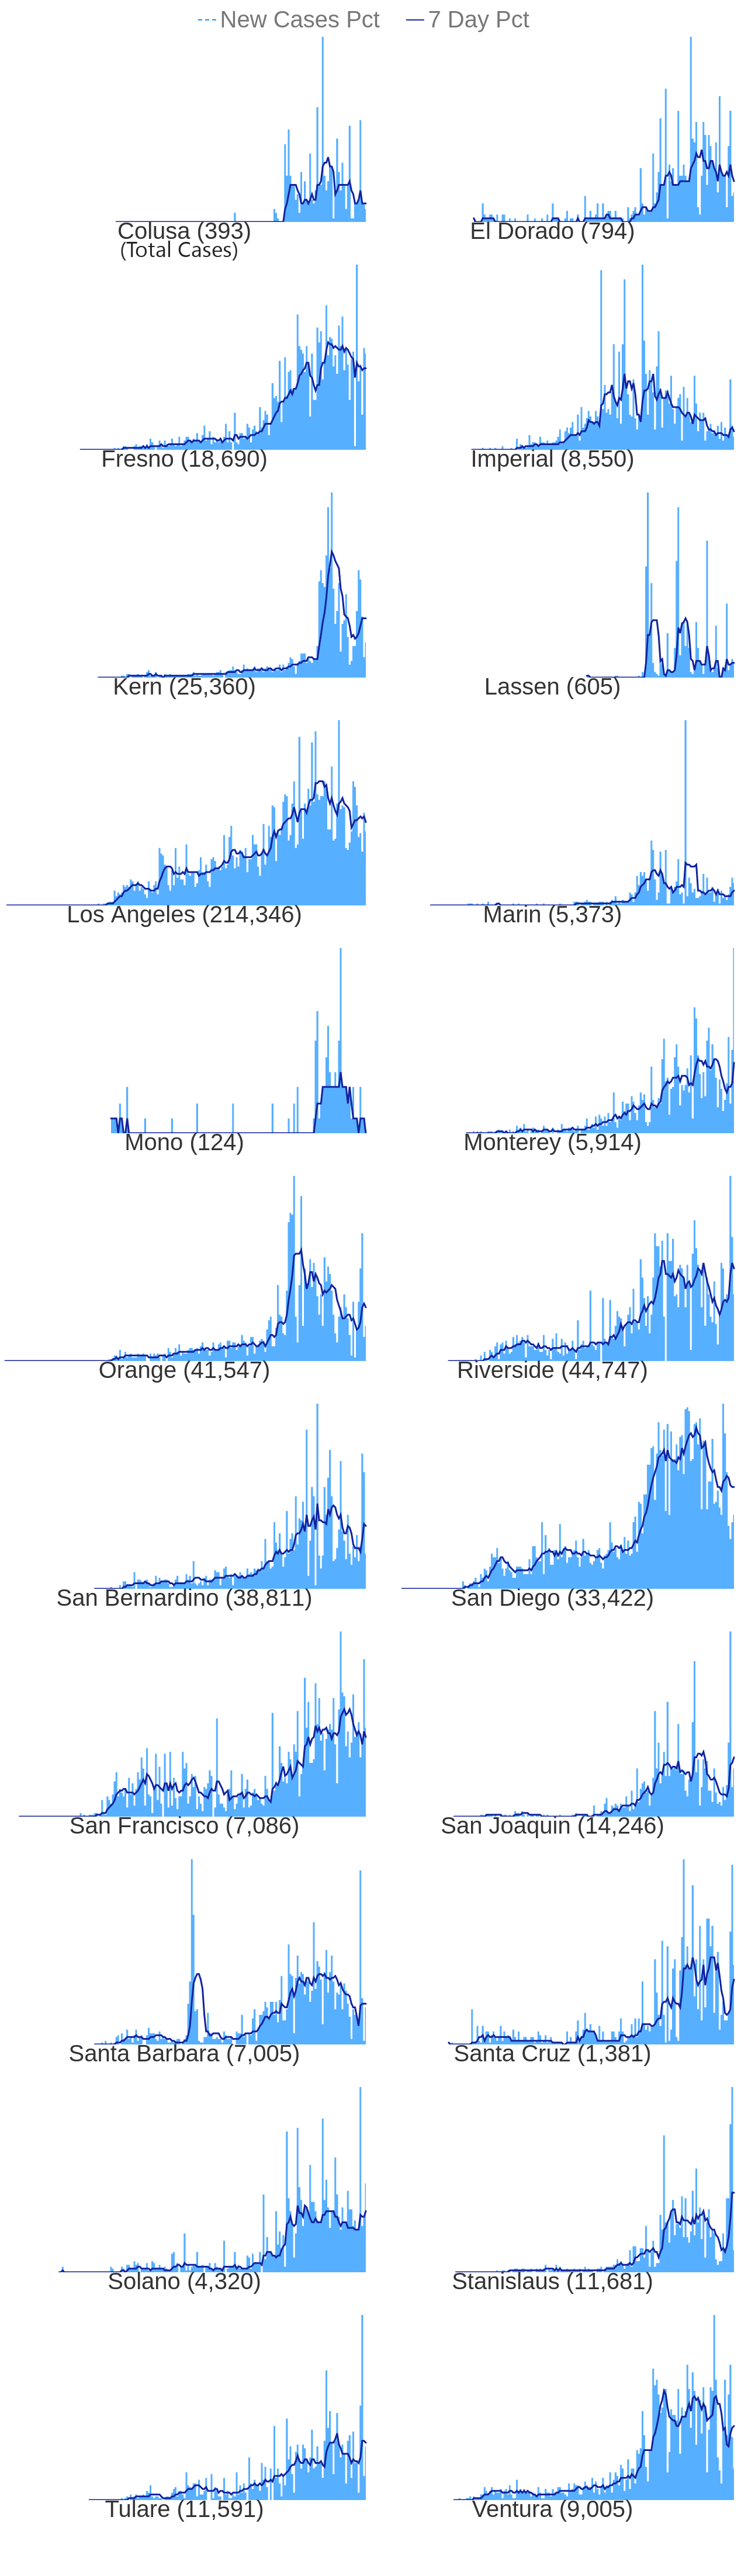 New Cases Pct 7 Day Pct
Colusa (393) El Dorado (794)
(Total Cases)
Fresno (18,690) Imperial (8,550)
Kern (25,360) Lassen (605)
Los Angeles (214,346) Marin (5,373)
Mono (124) Monterey (5,914)
Orange (41,547) Riverside (44,747)
San Bernardino (38,811) San Diego (33,422)
San Francisco (7,086) San Joaquin (14,246)
Santa Barbara (7,005) Santa Cruz (1,381)
Solano (4,320) Stanislaus (11,681)
Tulare (11,591) Ventura (9,005)